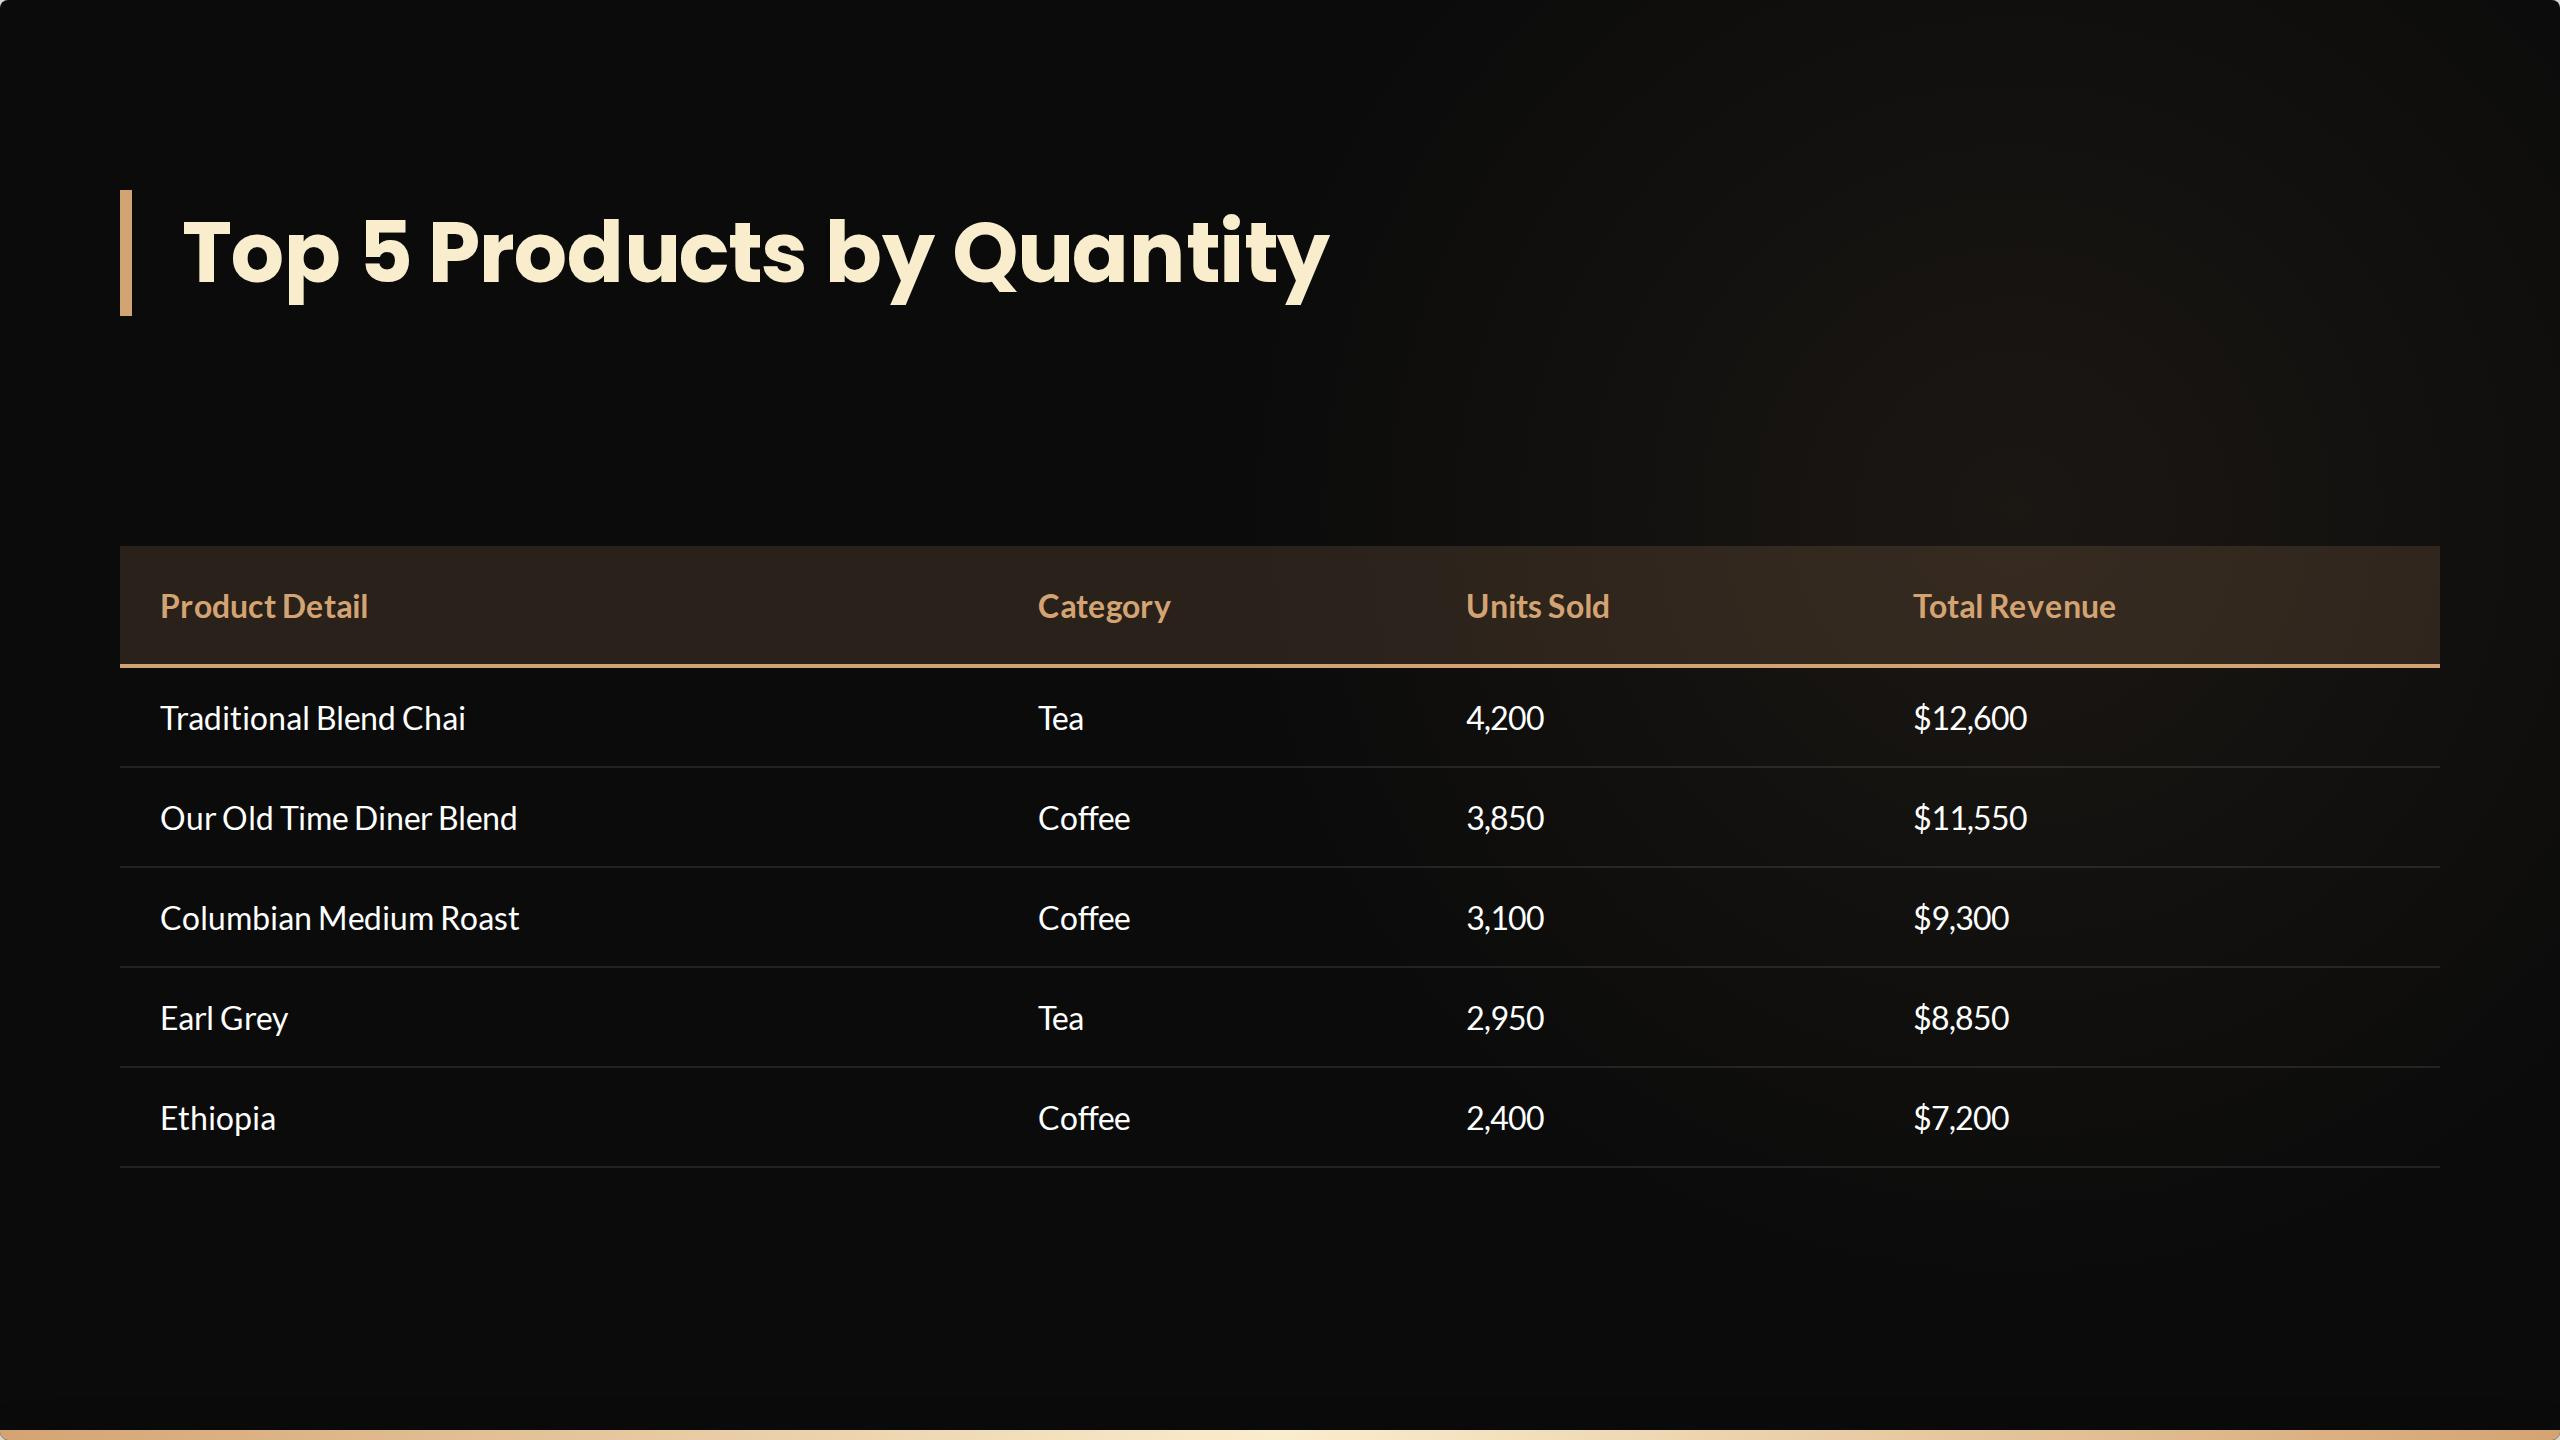 Top 5 Products by Quantity
Product Detail Category Units Sold Total Revenue
Traditional Blend Chai Tea 4,200 $12,600
Our Old Time Diner Blend Coffee 3,850 $11,550
Columbian Medium Roast Coffee 3,100 $9,300
Earl Grey Tea 2,950 $8,850
Ethiopia Coffee 2,400 $7,200